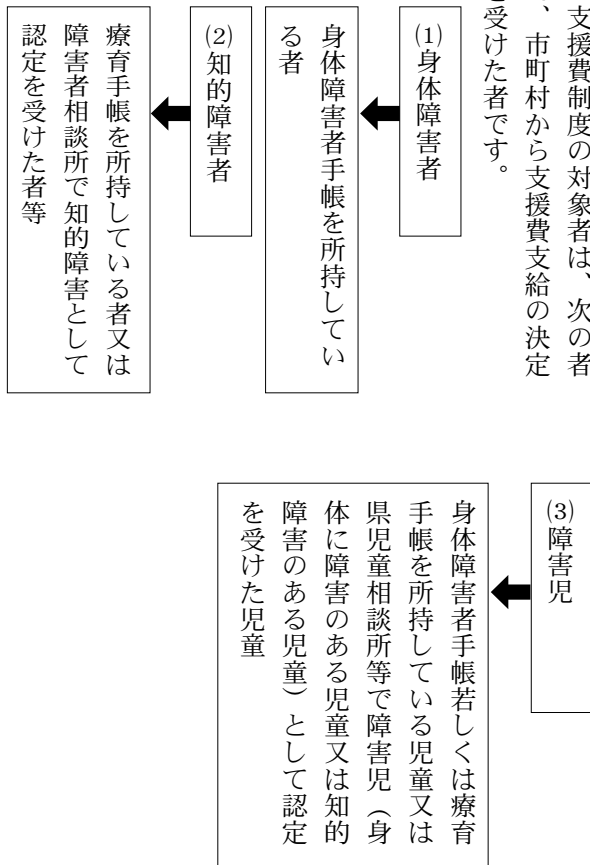 支援費制度の対象者は、次の者
、市町村から支援費支給の決定
を受けた者です。
(1)身体障害者
身体障害者手帳を所持してい
る者
(2)知的障害者
療育手帳を所持している者又は
障害者相談所で知的障害として
認定を受けた者等
(3)障害児
身体障害者手帳若しくは療育
手帳を所持している児童又は
県児童相談所等で障害児（身
体に障害のある児童又は知的
障害のある児童）として認定
を受けた児童